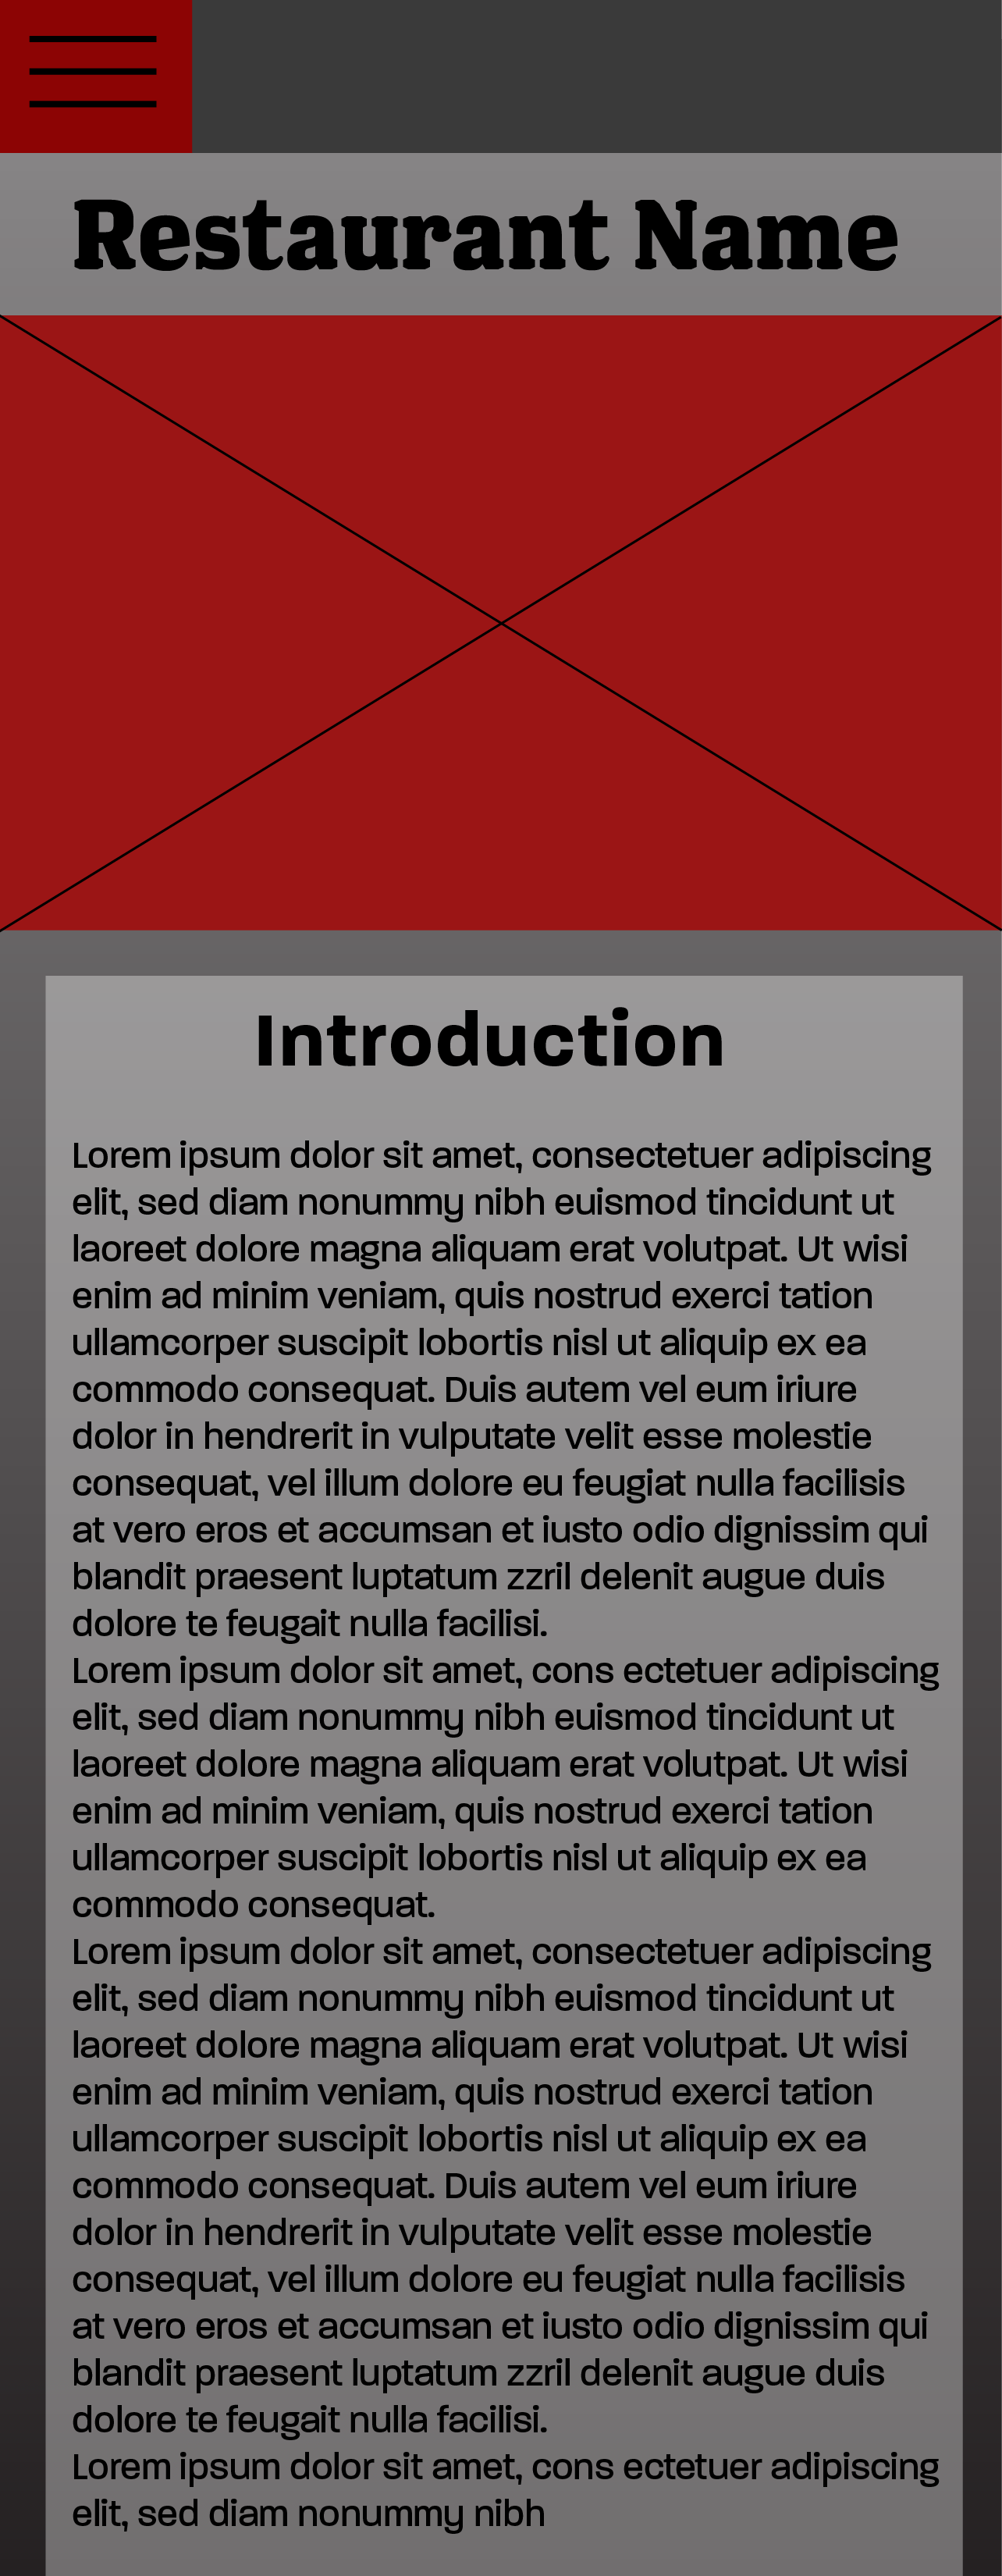 Restaurant Name
Introduction
Lorem ipsum dolor sit amet, consectetuer adipiscing
elit, sed diam nonummy nibh euismod tincidunt ut
laoreet dolore magna aliquam erat volutpat. Ut wisi
enim ad minim veniam, quis nostrud exerci tation
ullamcorper suscipit lobortis nisl ut aliquip ex ea
commodo consequat. Duis autem vel eum iriure
dolor in hendrerit in vulputate velit esse molestie
consequat, vel illum dolore eu feugiat nulla facilisis
at vero eros et accumsan et iusto odio dignissim qui
blandit praesent luptatum zzril delenit augue duis
dolore te feugait nulla facilisi.
Lorem ipsum dolor sit amet, cons ectetuer adipiscing
elit, sed diam nonummy nibh euismod tincidunt ut
laoreet dolore magna aliquam erat volutpat. Ut wisi
enim ad minim veniam, quis nostrud exerci tation
ullamcorper suscipit lobortis nisl ut aliquip ex ea
commodo consequat.
Lorem ipsum dolor sit amet, consectetuer adipiscing
elit, sed diam nonummy nibh euismod tincidunt ut
laoreet dolore magna aliquam erat volutpat. Ut wisi
enim ad minim veniam, quis nostrud exerci tation
ullamcorper suscipit lobortis nisl ut aliquip ex ea
commodo consequat. Duis autem vel eum iriure
dolor in hendrerit in vulputate velit esse molestie
consequat, vel illum dolore eu feugiat nulla facilisis
at vero eros et accumsan et iusto odio dignissim qui
blandit praesent luptatum zzril delenit augue duis
dolore te feugait nulla facilisi.
Lorem ipsum dolor sit amet, cons ectetuer adipiscing
elit, sed diam nonummy nibh